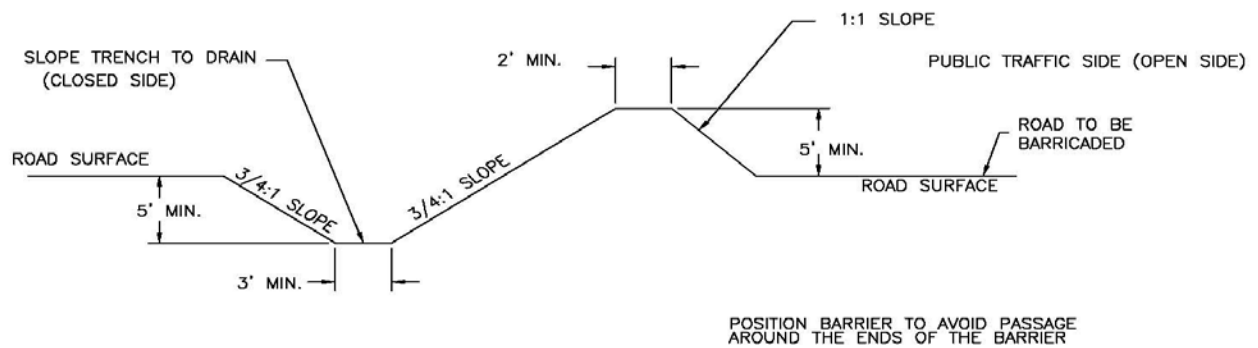 1:1 SLOPE
SLOPE TRENCH TO DRAIN
(CLOSED SIDE)
2' MIN.
PUBLIC TRAFFIC SIDE (OPEN SIDE)
ROAD TO BE
BARRICADED
ROAD SURFACE
3/4:1 SLOPE
3/4:1 SLOPE
5' MIN.
ROAD SURFACE
5' MIN.
3' MIN.
POSITION BARRIER TO AVOID PASSAGE
AROUND THE ENDS OF THE BARRIER